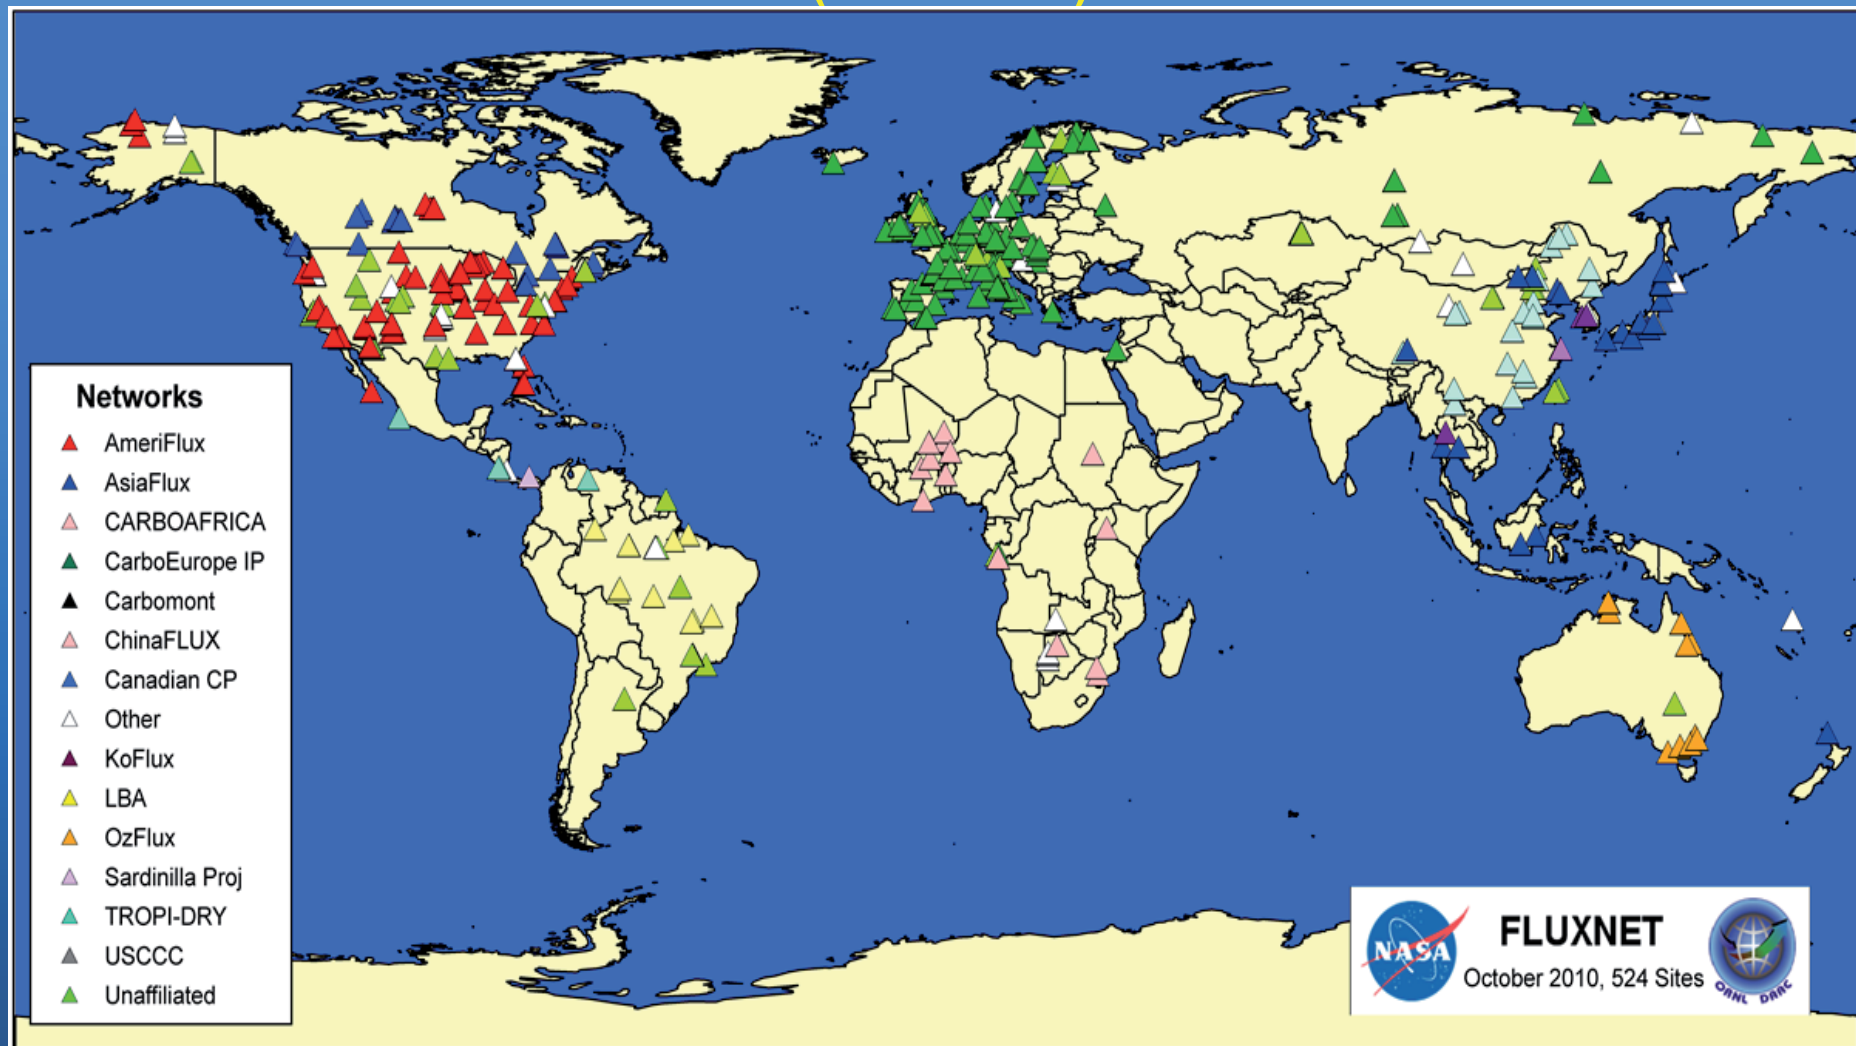 Networks
AmeriFlux
AsiaFlux
CARBOAFRICA
CarboEurope IP
Carbomont
ChinaFLUX
Canadian CP
Other
KoFlux
LBA
OzFlux
Sardinilla Proj
TROPI-DRY
USCCC
Unaffiliated
NASA
FLUXNET
October 2010, 524 Sites
ORNL DAAC